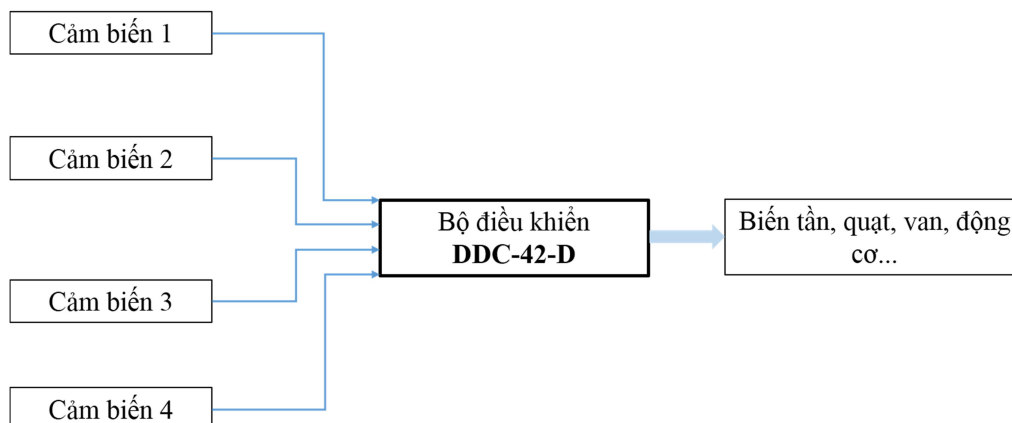 Cảm biến 1
Cảm biến 2
Bộ điều khiển
DDC-42-D
Biến tần, quạt, van, động
cơ...
Cảm biến 3
Cảm biến 4